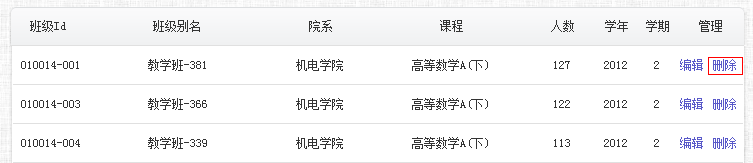 班级Id 班级别名 院系 课程 人数 学年 学期 管理
010014-001 教学班-381 机电学院 高等数学A(下) 127 2012 2 编辑 删除
010014-003 教学班-366 机电学院 高等数学A(下) 122 2012 2 编辑 删除
010014-004 教学班-339 机电学院 高等数学A(下) 113 2012 2 编辑 删除